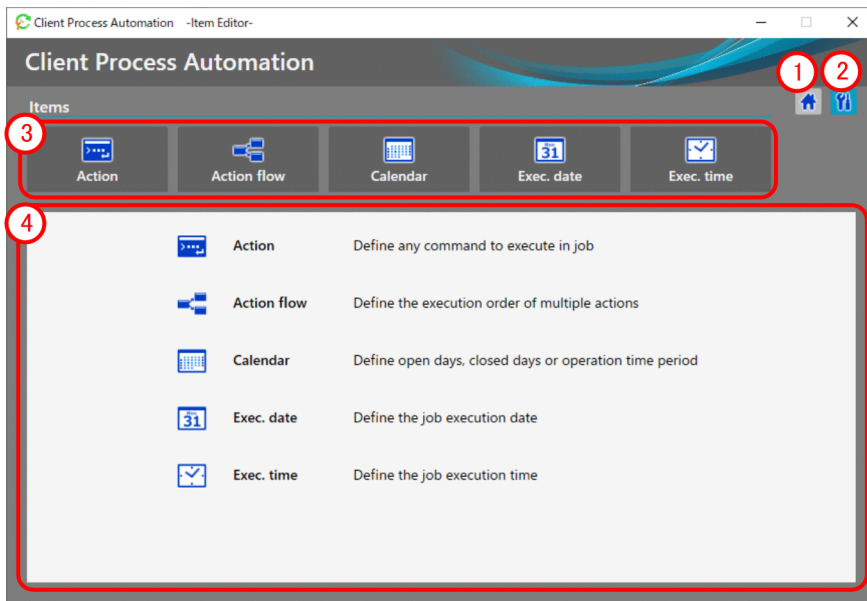 Client Process Automation -Item Editor-
Client Process Automation
1 2
Items
3
Action Action flow Calendar Exec. date Exec. time
4
Action Define any command to execute in job
Action flow Define the execution order of multiple actions
Calendar Define open days, closed days or operation time period
31 Exec. date Define the job execution date
Exec. time Define the job execution time